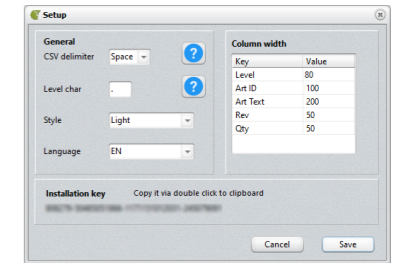 Setup
General
CSV delimiter Space ?
Level char . ?
Style Light
Language EN
Column width
Key Value
Level 80
Art ID 100
Art Text 200
Rev 50
Qty 50
Installation key Copy it via double click to clipboard
Cancel Save